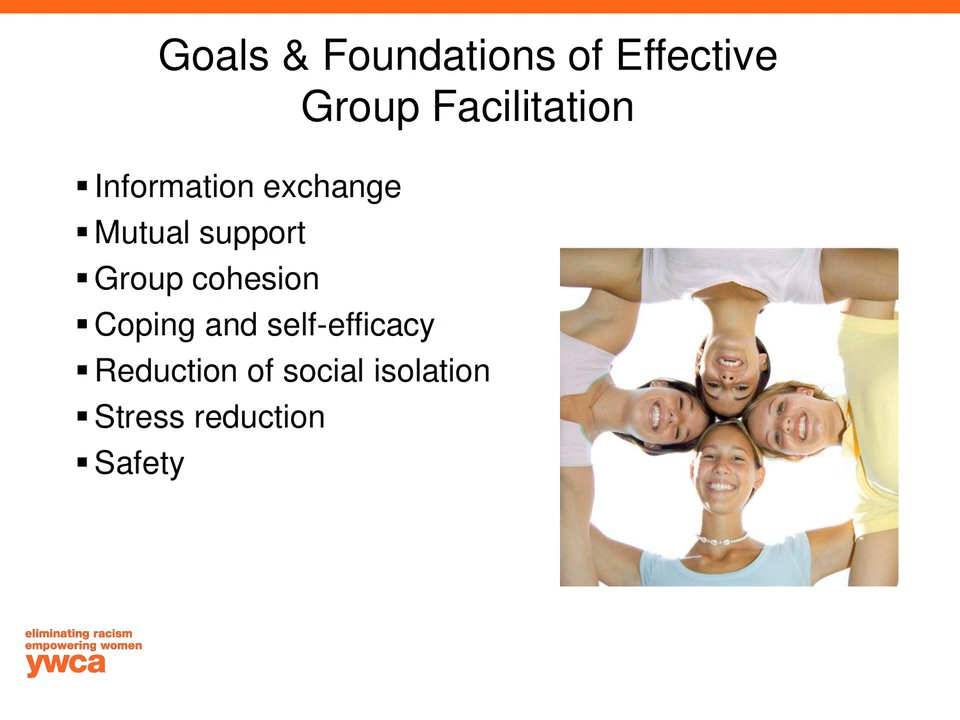 Goals & Foundations of Effective
Group Facilitation
▪ Information exchange
▪ Mutual support
▪ Group cohesion
▪ Coping and self-efficacy
▪ Reduction of social isolation
▪ Stress reduction
▪ Safety
eliminating racism
empowering women
ywca